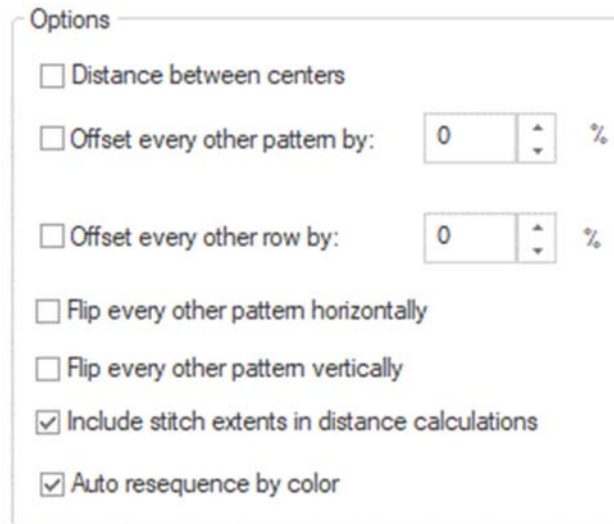 Options
Distance between centers
Offset every other pattern by: 0 %
Offset every other row by: 0 %
Flip every other pattern horizontally
Flip every other pattern vertically
Include stitch extents in distance calculations
Auto resequence by color